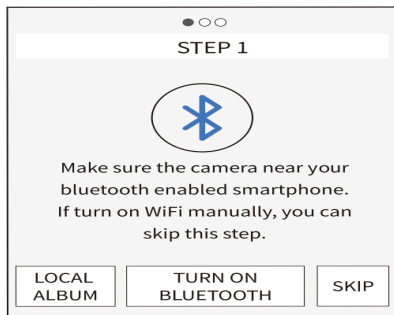 STEP 1
Make sure the camera near your
bluetooth enabled smartphone.
If turn on WiFi manually, you can
skip this step.
LOCAL
ALBUM
TURN ON
BLUETOOTH
SKIP